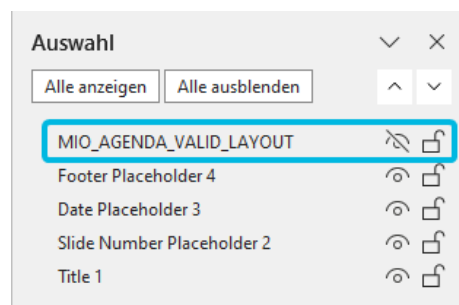 Auswahl
Alle anzeigen Alle ausblenden
MIO_AGENDA_VALID_LAYOUT
Footer Placeholder 4
Date Placeholder 3
Slide Number Placeholder 2
Title 1